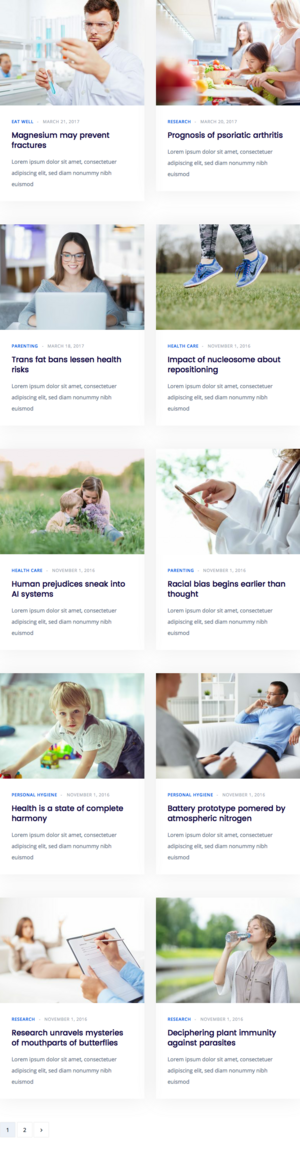 EAT WELL - MARCH 21, 2017
Magnesium may prevent
fractures
Lorem ipsum dolor sit amet, consectetuer
adipiscing elit, sed diam nonummy nibh
euismod
RESEARCH - MARCH 20, 2017
Prognosis of psoriatic arthritis
Lorem ipsum dolor sit amet, consectetuer
adipiscing elit, sed diam nonummy nibh
euismod
PARENTING - MARCH 18, 2017
Trans fat bans lessen health
risks
Lorem ipsum dolor sit amet, consectetuer
adipiscing elit, sed diam nonummy nibh
euismod
HEALTH CARE - NOVEMBER 1, 2016
Impact of nucleosome about
repositioning
Lorem ipsum dolor sit amet, consectetuer
adipiscing elit, sed diam nonummy nibh
euismod
HEALTH CARE - NOVEMBER 1, 2016
Human prejudices sneak into
AI systems
Lorem ipsum dolor sit amet, consectetuer
adipiscing elit, sed diam nonummy nibh
euismod
PARENTING - NOVEMBER 1, 2016
Racial bias begins earlier than
thought
Lorem ipsum dolor sit amet, consectetuer
adipiscing elit, sed diam nonummy nibh
euismod
PERSONAL HYGIENE - NOVEMBER 1, 2016
Health is a state of complete
harmony
Lorem ipsum dolor sit amet, consectetuer
adipiscing elit, sed diam nonummy nibh
euismod
PERSONAL HYGIENE - NOVEMBER 1, 2016
Battery prototype pomered by
atmospheric nitrogen
Lorem ipsum dolor sit amet, consectetuer
adipiscing elit, sed diam nonummy nibh
euismod
RESEARCH - NOVEMBER 1, 2016
Research unravels mysteries
of mouthparts of butterflies
Lorem ipsum dolor sit amet, consectetuer
adipiscing elit, sed diam nonummy nibh
euismod
RESEARCH - NOVEMBER 1, 2016
Deciphering plant immunity
against parasites
Lorem ipsum dolor sit amet, consectetuer
adipiscing elit, sed diam nonummy nibh
euismod
1 2 >